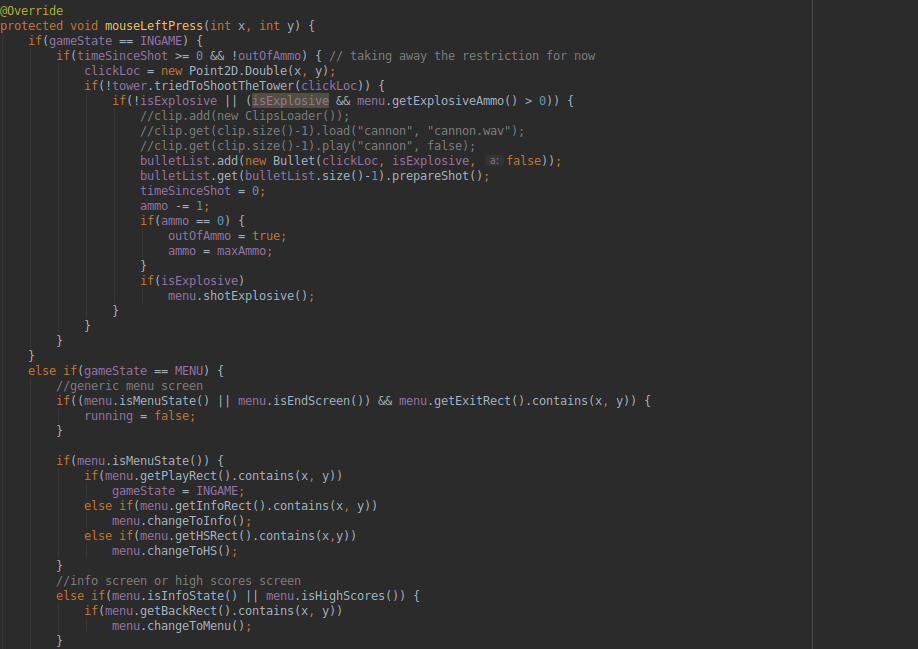 @Override
protected void mouseLeftPress(int x, int y) {
    if(gameState == INGAME) {
        if(timeSinceShot >= 0 && !outOfAmmo) { // taking away the restriction for now
            clickLoc = new Point2D.Double(x, y);
            if(!tower.triedToShootTheTower(clickLoc)) {
                if(!isExplosive || (isExplosive && menu.getExplosiveAmmo() > 0)) {
                    //clip.add(new ClipsLoader());
                    //clip.get(clip.size()-1).load("cannon", "cannon.wav");
                    //clip.get(clip.size()-1).play("cannon", false);
                    bulletList.add(new Bullet(clickLoc, isExplosive, a: false));
                    bulletList.get(bulletList.size()-1).prepareShot();
                    timeSinceShot = 0;
                    ammo -= 1;
                    if(ammo == 0) {
                        outOfAmmo = true;
                        ammo = maxAmmo;
                    }
                    if(isExplosive)
                        menu.shotExplosive();
                }
            }
        }
    }
    else if(gameState == MENU) {
        //generic menu screen
        if((menu.isMenuState() || menu.isEndScreen()) && menu.getExitRect().contains(x, y)) {
            running = false;
        }

        if(menu.isMenuState()) {
            if(menu.getPlayRect().contains(x, y))
                gameState = INGAME;
            else if(menu.getInfoRect().contains(x, y))
                menu.changeToInfo();
            else if(menu.getHSRect().contains(x,y))
                menu.changeToHS();
        }
        //info screen or high scores screen
        else if(menu.isInfoState() || menu.isHighScores()) {
            if(menu.getBackRect().contains(x, y))
                menu.changeToMenu();
        }